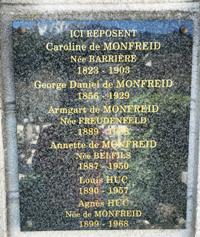 ICI REPOSENT
Caroline de MONFREID
Née BARRIÈRE
1823 - 1903
George Daniel de MONFREID
1856 - 1929
Armgart de MONFREID
Née FREUDENFELD
1889 -
Annette de MONFREID
Née BELFILS
1887 - 1950
Louis HUC
1890 - 1957
Agnès HUC
Née de MONFREID
1899 - 1968